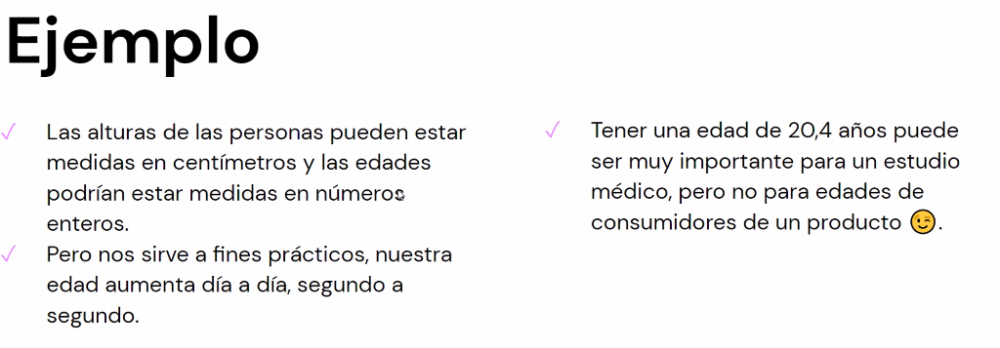 Ejemplo
Las alturas de las personas pueden estar
medidas en centímetros y las edades
podrían estar medidas en números
enteros.
Pero nos sirve a fines prácticos, nuestra
edad aumenta día a día, segundo a
segundo.
Tener una edad de 20,4 años puede
ser muy importante para un estudio
médico, pero no para edades de
consumidores de un producto 😉.